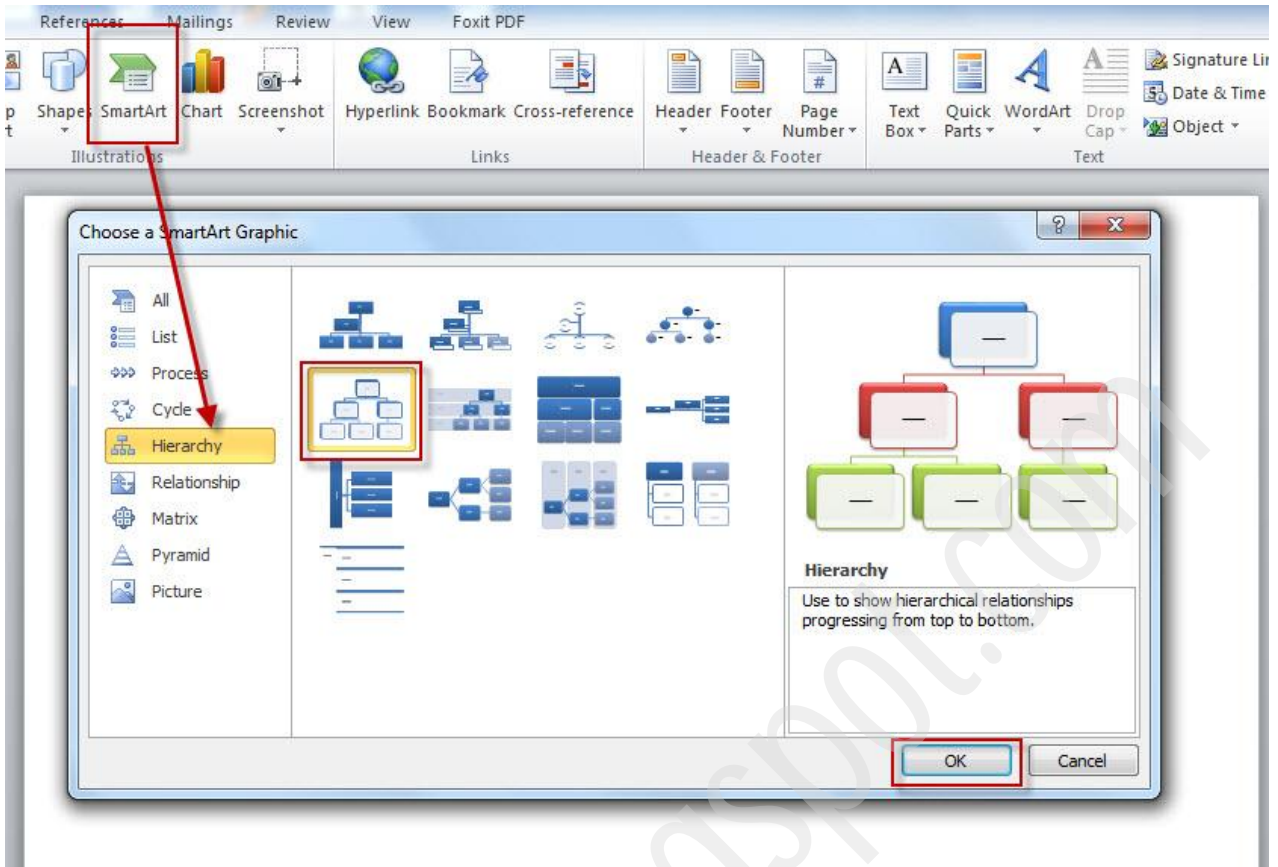 References Mailings Review View Foxit PDF
Shapes SmartArt Chart Screenshot Hyperlink Bookmark Cross-reference Header Footer Page Number Text Box Quick Parts WordArt Drop Cap Signature Lin
Date & Time
Object
Illustrations Links Header & Footer Text
Choose a SmartArt Graphic
All
List
Process
Cycle
Hierarchy
Relationship
Matrix
Pyramid
Picture
Hierarchy
Use to show hierarchical relationships
progressing from top to bottom.
OK Cancel